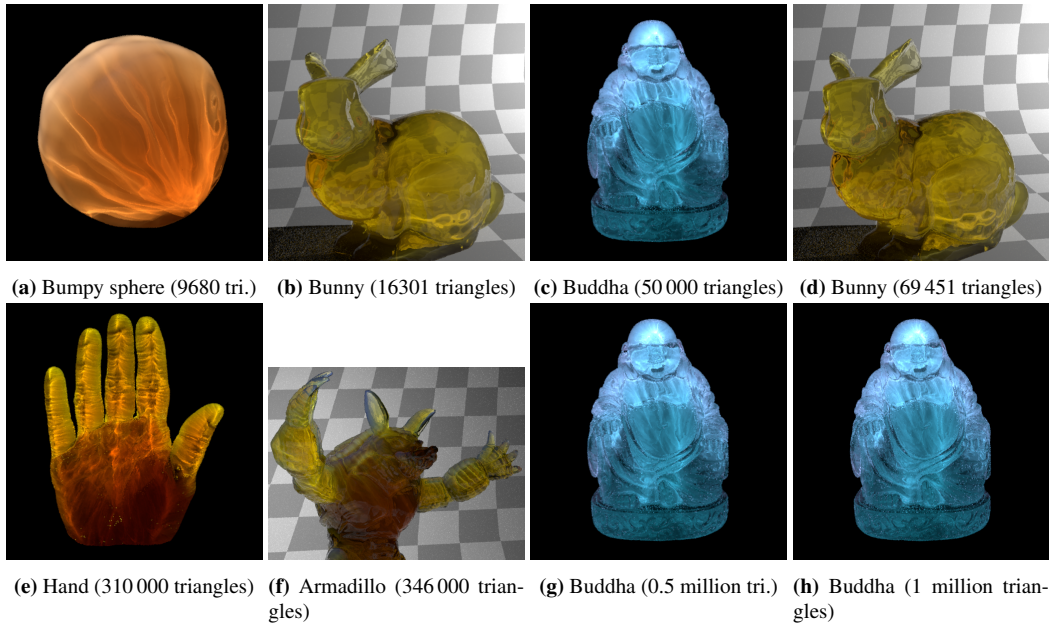 (a) Bumpy sphere (9680 tri.)
(b) Bunny (16301 triangles)
(c) Buddha (50 000 triangles)
(d) Bunny (69 451 triangles)
(e) Hand (310 000 triangles)
(f) Armadillo (346 000 trian-
gles)
(g) Buddha (0.5 million tri.)
(h) Buddha (1 million trian-
gles)